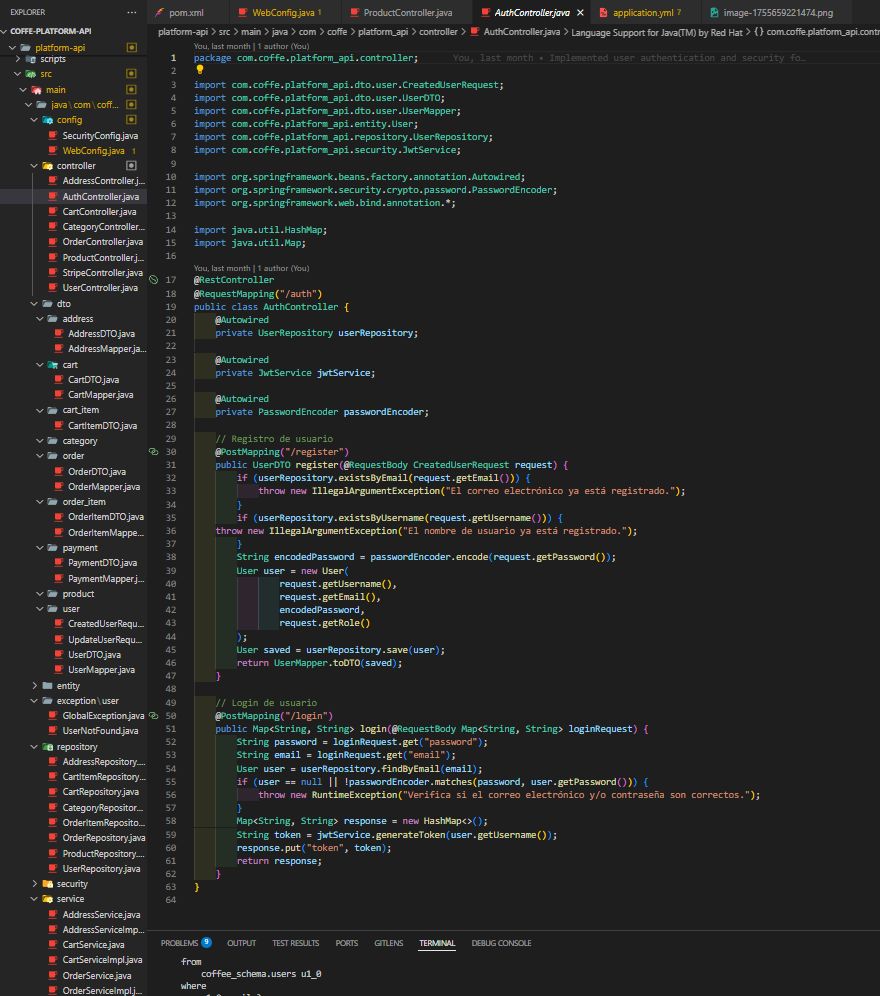 EXPLORER ...
COFFE-PLATFORM-API
platform-api
scripts
src
main
java\com\coff...
config
SecurityConfig.java
WebConfig.java 1
controller
AddressController.j...
AuthController.java
CartController.java
CategoryController...
OrderController.java
ProductController.j...
StripeController.java
UserController.java
dto
address
AddressDTO.java
AddressMapper.ja...
cart
CartDTO.java
CartMapper.java
cart_item
CartItemDTO.java
category
order
OrderDTO.java
OrderMapper.java
order_item
OrderItemDTO.java
OrderItemMappe...
payment
PaymentDTO.java
PaymentMapper.j...
product
user
CreatedUserRequ...
UpdateUserRequ...
UserDTO.java
UserMapper.java
entity
exception\user
GlobalException.java
UserNotFound.java
repository
AddressRepository....
CartItemRepository...
CartRepository.java
CategoryRepositor...
OrderItemReposito...
OrderRepository.java
ProductRepository....
UserRepository.java
security
service
AddressService.java
AddressServiceImp...
CartService.java
CartServiceImpl.java
OrderService.java
OrderServiceImpl.j...
pom.xml WebConfig.java 1 ProductController.java AuthController.java × application.yml 7 image-1755659221474.png
platform-api > src > main > java > com > coffe > platform_api > controller > AuthController.java > Language Support for Java(TM) by Red Hat > {} com.coffe.platform_api.contr
You, last month | 1 author (You)
1 package com.coffe.platform_api.controller; You, last month • Implemented user authentication and security fo…
2
3 import com.coffe.platform_api.dto.user.CreatedUserRequest;
4 import com.coffe.platform_api.dto.user.UserDTO;
5 import com.coffe.platform_api.dto.user.UserMapper;
6 import com.coffe.platform_api.entity.User;
7 import com.coffe.platform_api.repository.UserRepository;
8 import com.coffe.platform_api.security.JwtService;
9
10 import org.springframework.beans.factory.annotation.Autowired;
11 import org.springframework.security.crypto.password.PasswordEncoder;
12 import org.springframework.web.bind.annotation.*;
13
14 import java.util.HashMap;
15 import java.util.Map;
16
You, last month | 1 author (You)
17 @RestController
18 @RequestMapping("/auth")
19 public class AuthController {
20 @Autowired
21 private UserRepository userRepository;
22
23 @Autowired
24 private JwtService jwtService;
25
26 @Autowired
27 private PasswordEncoder passwordEncoder;
28
29 // Registro de usuario
30 @PostMapping("/register")
31 public UserDTO register(@RequestBody CreatedUserRequest request) {
32 if (userRepository.existsByEmail(request.getEmail())) {
33 throw new IllegalArgumentException("El correo electrónico ya está registrado.");
34 }
35 if (userRepository.existsByUsername(request.getUsername())) {
36 throw new IllegalArgumentException("El nombre de usuario ya está registrado.");
37 }
38 String encodedPassword = passwordEncoder.encode(request.getPassword());
39 User user = new User(
40 request.getUsername(),
41 request.getEmail(),
42 encodedPassword,
43 request.getRole()
44 );
45 User saved = userRepository.save(user);
46 return UserMapper.toDTO(saved);
47 }
48
49 // Login de usuario
50 @PostMapping("/login")
51 public Map<String, String> login(@RequestBody Map<String, String> loginRequest) {
52 String password = loginRequest.get("password");
53 String email = loginRequest.get("email");
54 User user = userRepository.findByEmail(email);
55 if (user == null || !passwordEncoder.matches(password, user.getPassword())) {
56 throw new RuntimeException("Verifica si el correo electrónico y/o contraseña son correctos.");
57 }
58 Map<String, String> response = new HashMap<>();
59 String token = jwtService.generateToken(user.getUsername());
60 response.put("token", token);
61 return response;
62 }
63 }
64
PROBLEMS 9 OUTPUT TEST RESULTS PORTS GITLENS TERMINAL DEBUG CONSOLE
from
coffee_schema.users u1_0
where